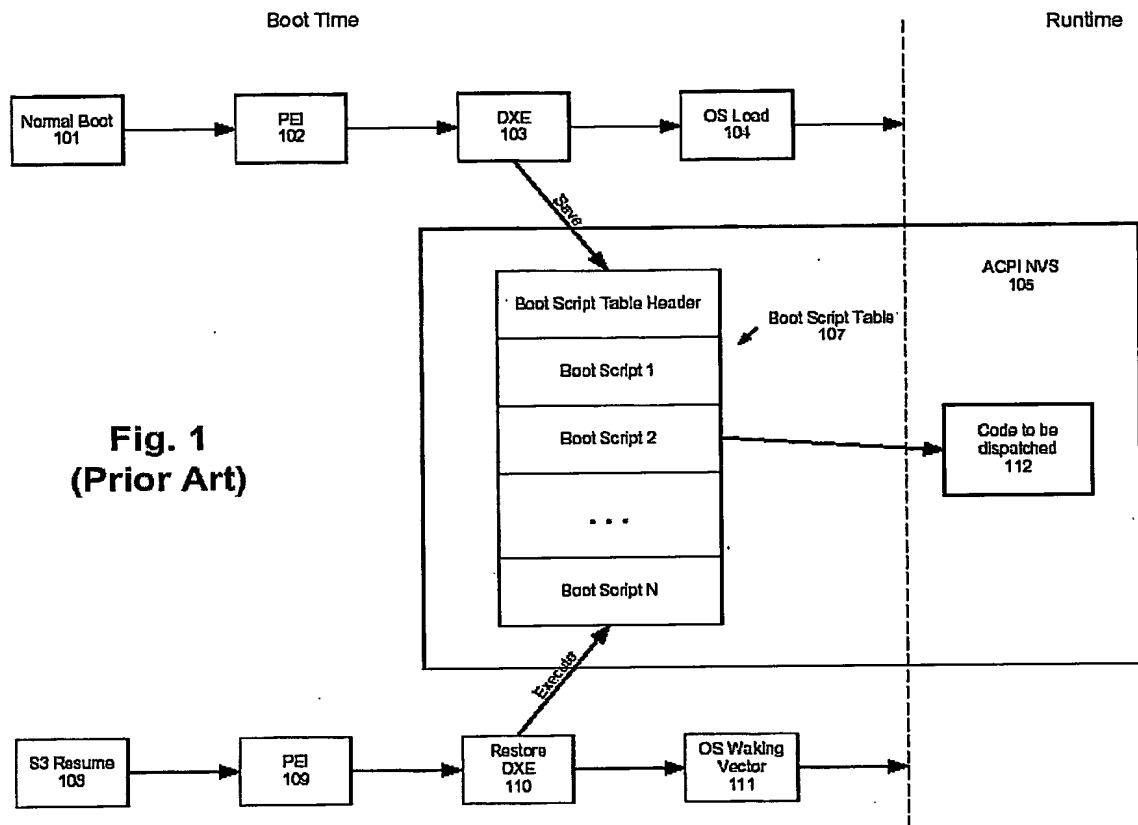 Boot Time
Runtime
Normal Boot
101
PEI
102
DXE
103
OS Load
104
Save
Boot Script Table Header
Boot Script 1
Boot Script 2
...
Boot Script N
Boot Script Table
107
ACPI NVS
105
Code to be
dispatched
112
Fig. 1
(Prior Art)
Execute
S3 Resume
108
PEI
109
Restore
DXE
110
OS Waking
Vector
111